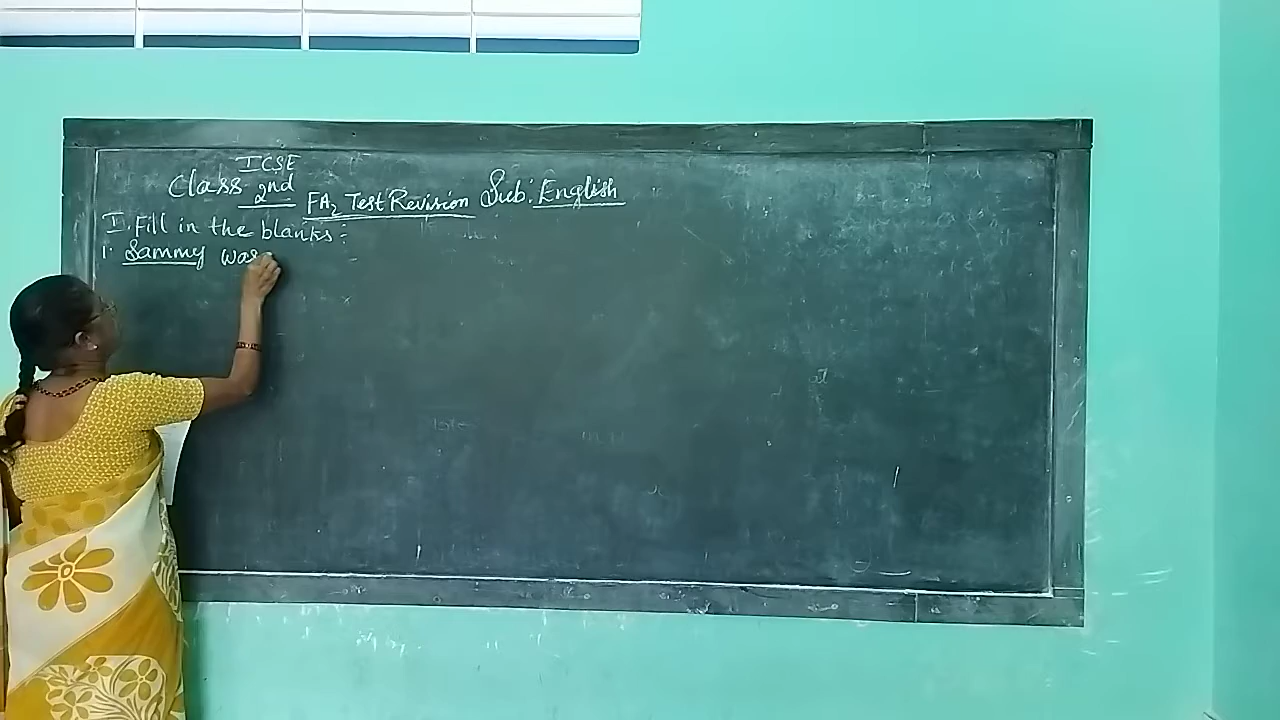 ICSE
Class 2nd FA2 Test Revision Sub: English
I. Fill in the blanks:
1. Sammy was